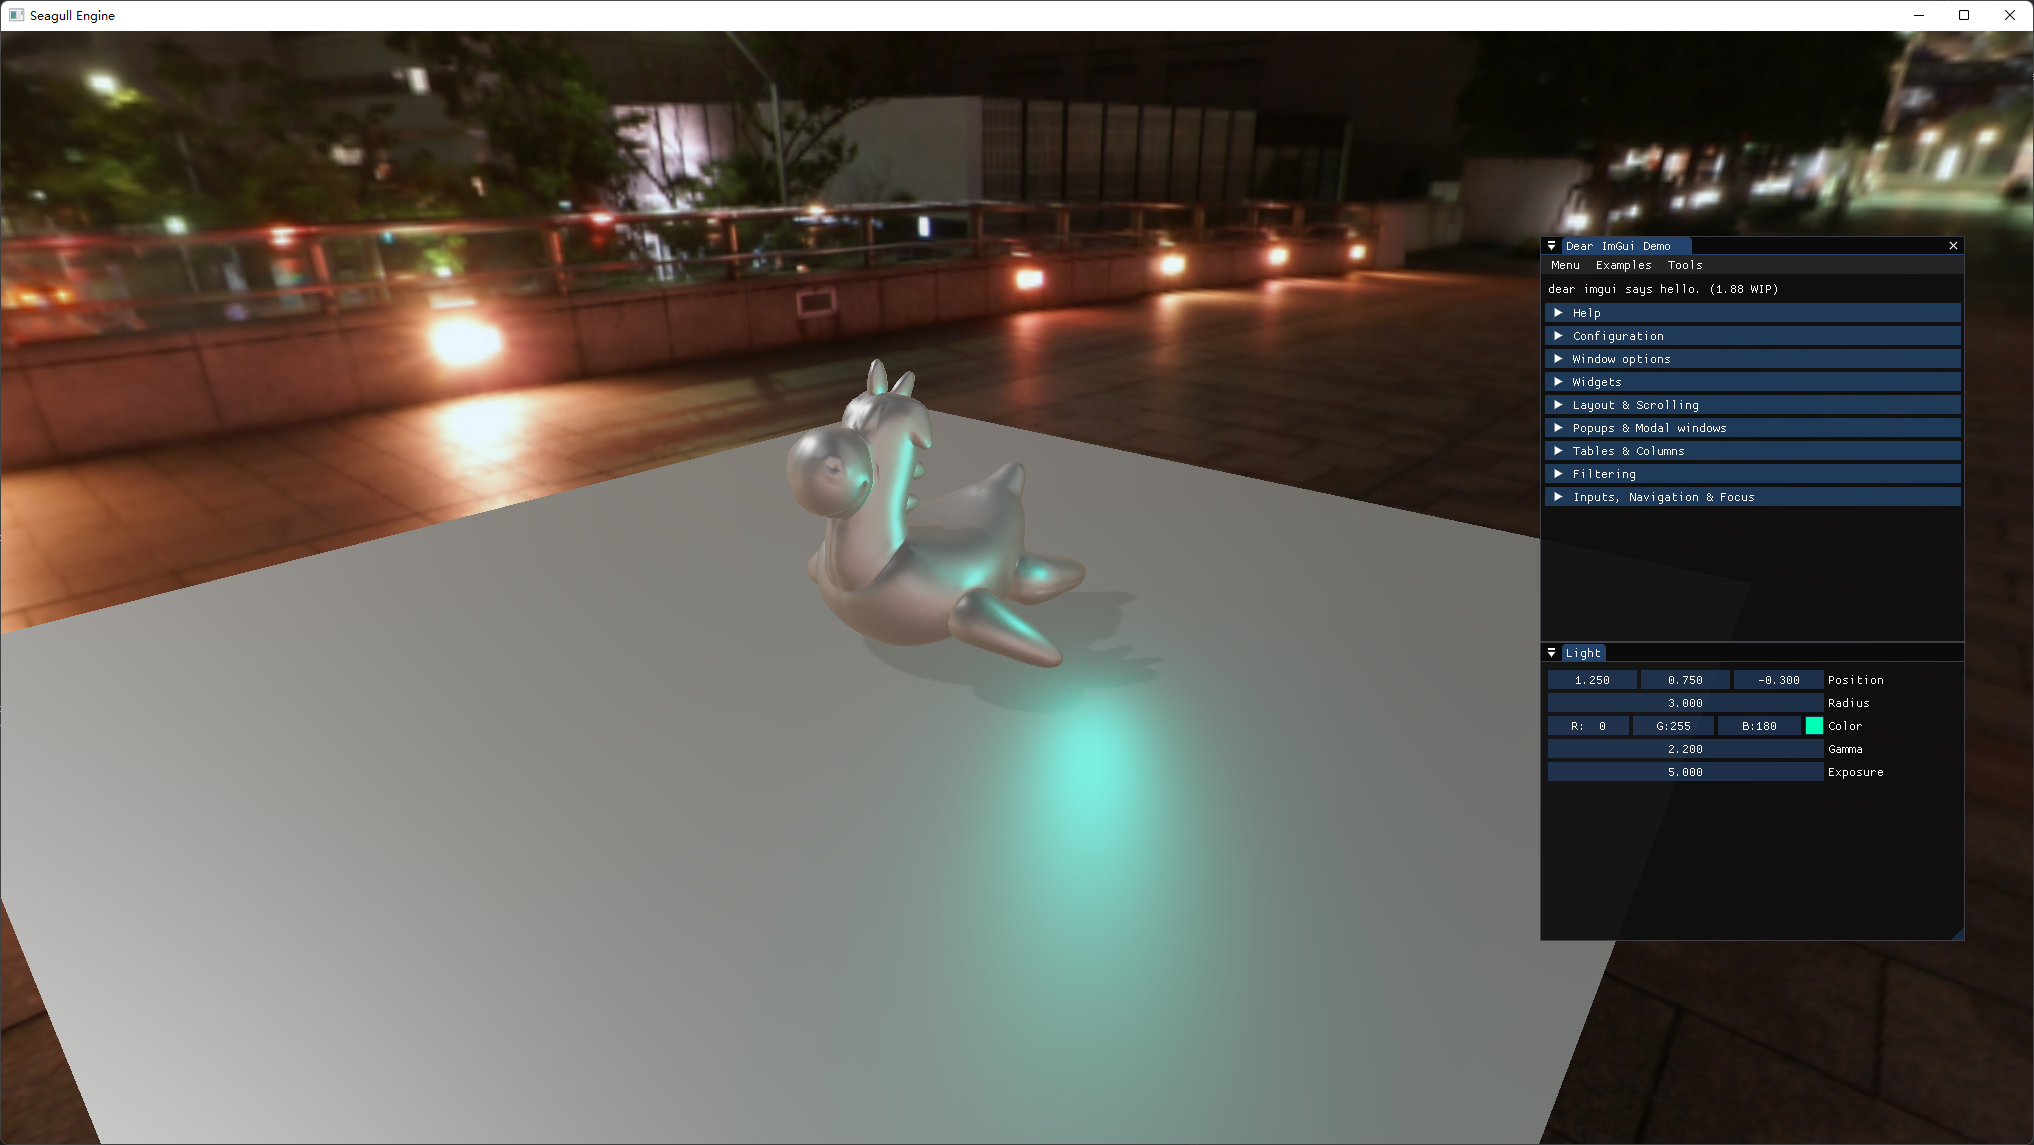 Seagull Engine
Dear ImGui Demo
Menu Examples Tools
dear imgui says hello. (1.88 WIP)
Help
Configuration
Window options
Widgets
Layout & Scrolling
Popups & Modal windows
Tables & Columns
Filtering
Inputs, Navigation & Focus
Light
1.250 0.750 -0.300 Position
3.000 Radius
R: 0 G:255 B:180 Color
2.200 Gamma
5.000 Exposure